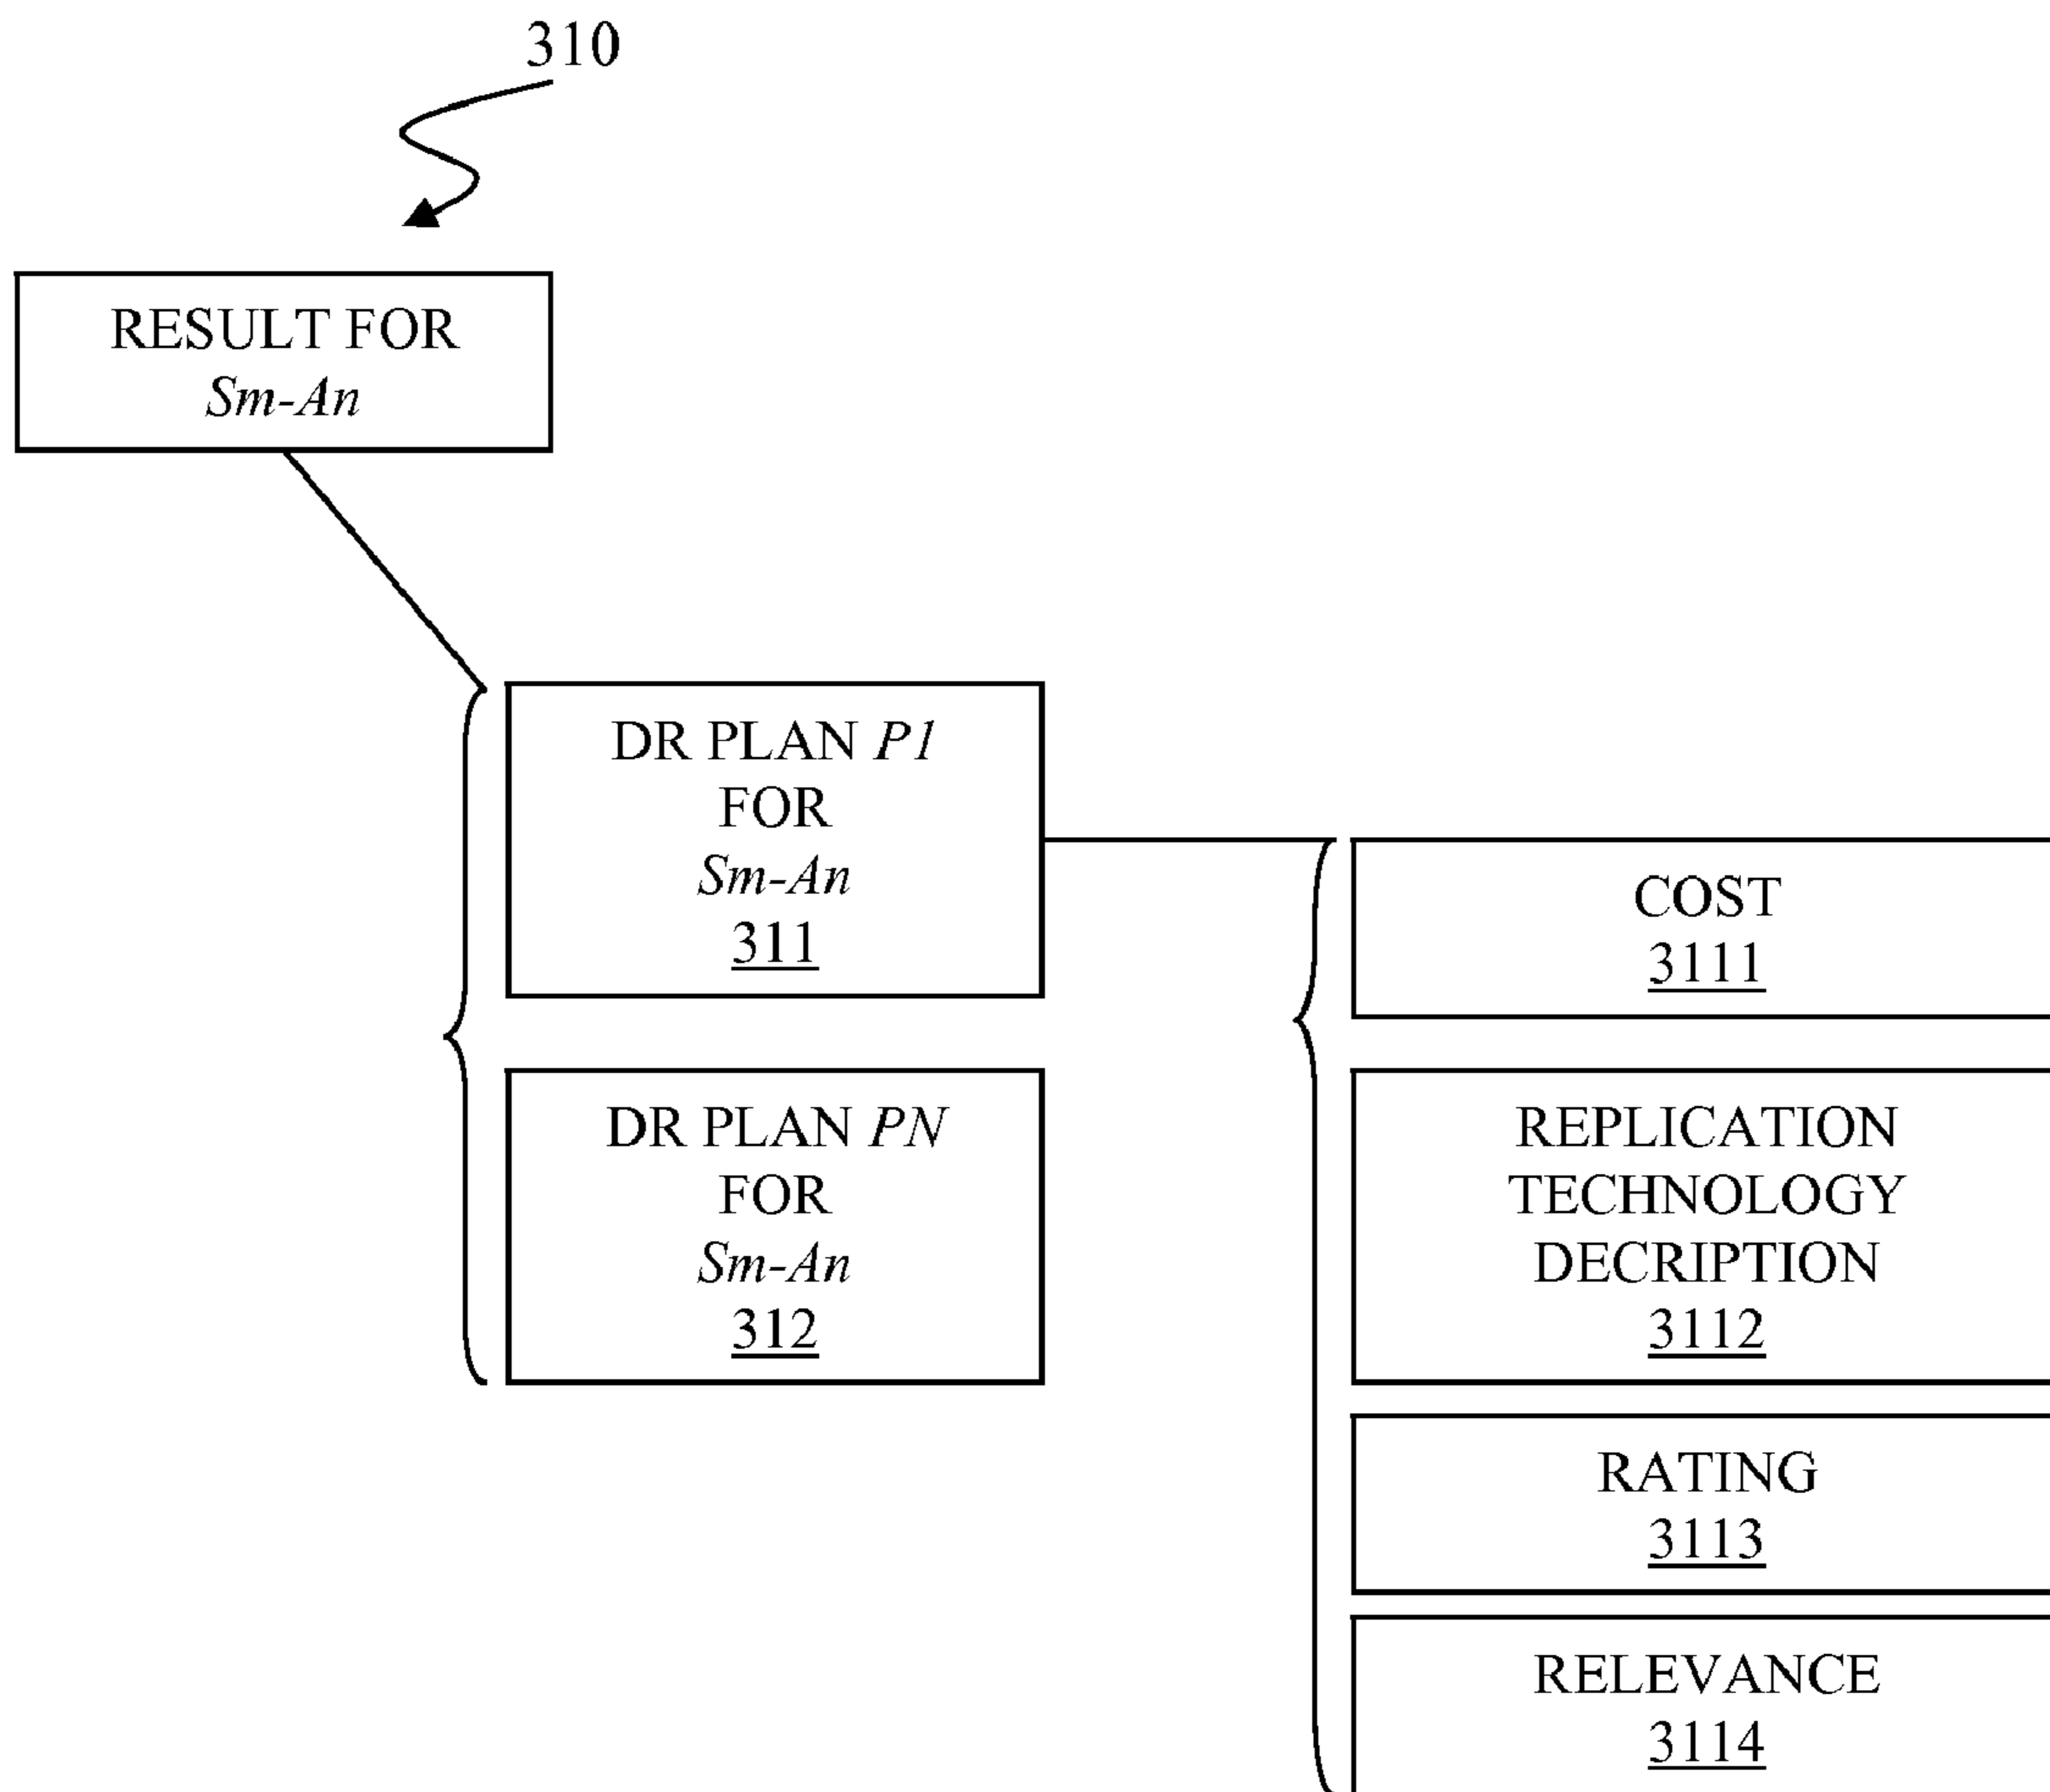 310
RESULT FOR
Sm-An
DR PLAN P1
FOR
Sm-An
311
DR PLAN PN
FOR
Sm-An
312
COST
3111
REPLICATION
TECHNOLOGY
DECRIPTION
3112
RATING
3113
RELEVANCE
3114